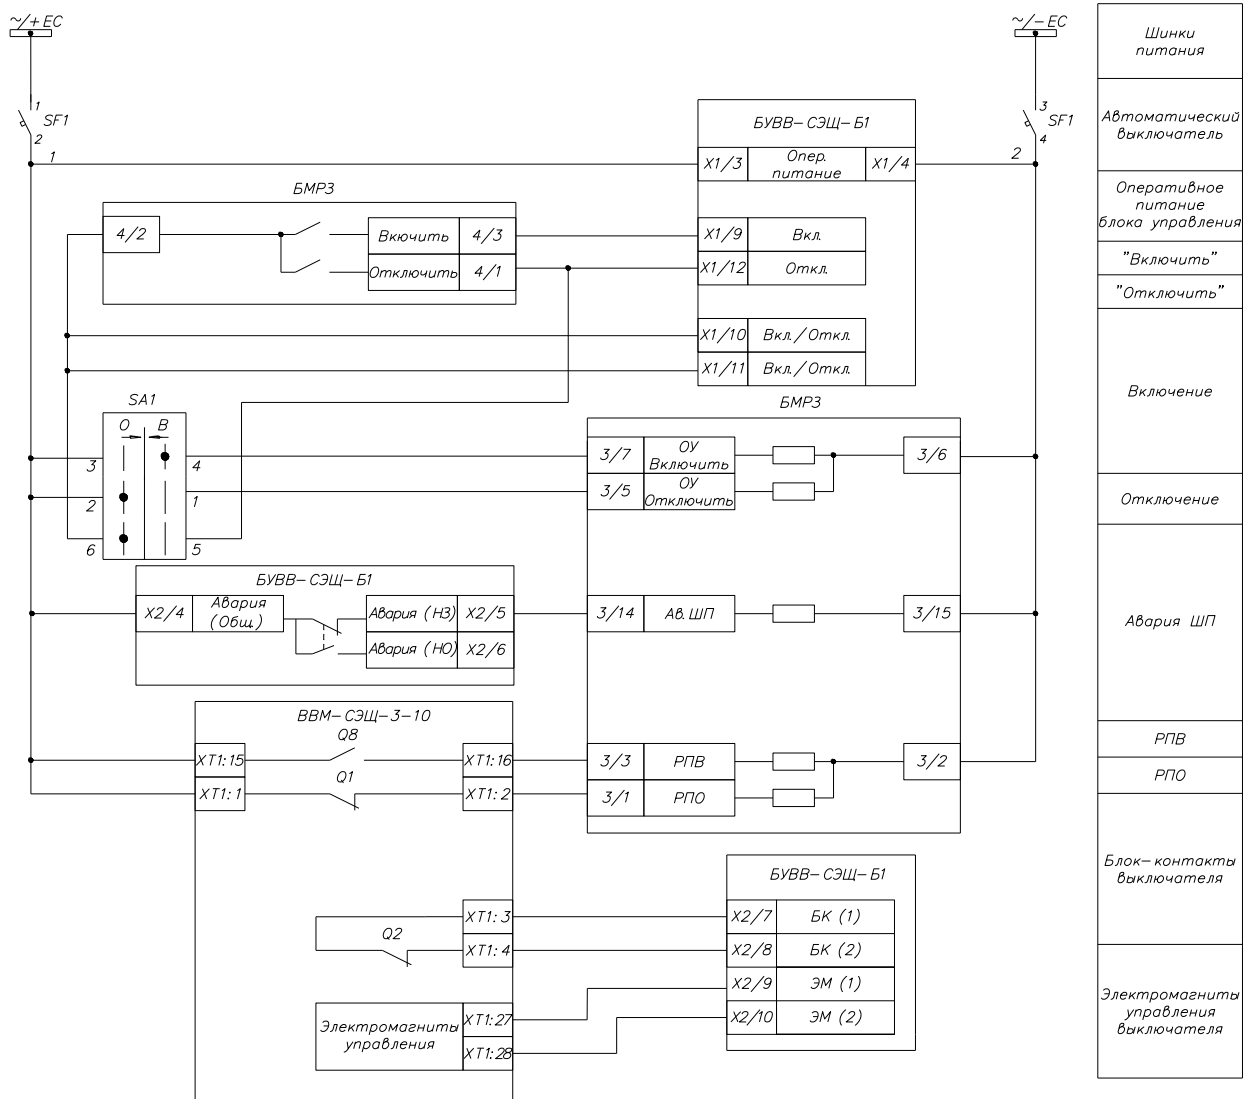 ~/+EC
~/-EC
Шинки
питания
1
SF1
2
1
3
SF1
4
2
Автоматический
выключатель
БУВВ-СЭЩ-Б1
X1/3
Опер.
питание
X1/4
Оперативное
питание
блока управления
БМРЗ
4/2
Вкючить
4/3
Отключить
4/1
X1/9
Вкл.
X1/12
Откл.
"Включить"
"Отключить"
X1/10
Вкл./Откл.
X1/11
Вкл./Откл.
Включение
SA1
О
В
3
4
2
1
6
5
БМРЗ
3/7
ОУ
Включить
3/6
3/5
ОУ
Отключить
Отключение
БУВВ-СЭЩ-Б1
X2/4
Авария
(Общ.)
Авария (НЗ)
X2/5
Авария (НО)
X2/6
3/14
Ав. ШП
3/15
Авария ШП
ВВМ-СЭЩ-3-10
Q8
XT1:15
XT1:16
Q1
XT1:1
XT1:2
3/3
РПВ
3/2
3/1
РПО
РПВ
РПО
Q2
XT1:3
XT1:4
БУВВ-СЭЩ-Б1
X2/7
БК (1)
X2/8
БК (2)
X2/9
ЭМ (1)
X2/10
ЭМ (2)
Блок-контакты
выключателя
Электромагниты
управления
XT1:27
XT1:28
Электромагниты
управления
выключателя